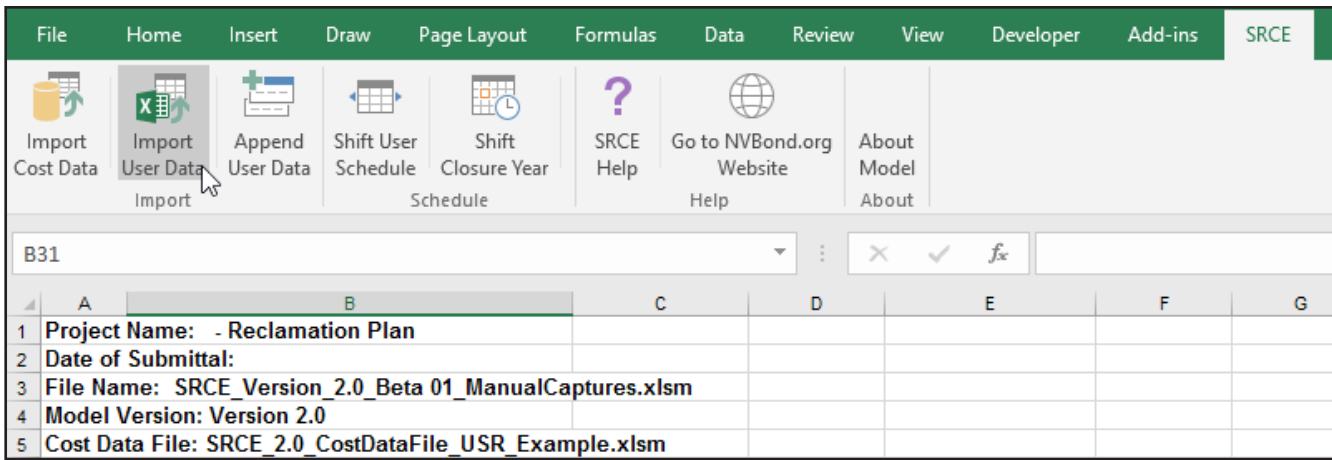 File Home Insert Draw Page Layout Formulas Data Review View Developer Add-ins SRCE
Import Import Append Shift User Shift SRCE Go to NVBond.org About
Cost Data User Data User Data Schedule Closure Year Help Website Model
Import Schedule Help About
B31 fx
A B C D E F G
1 Project Name: - Reclamation Plan
2 Date of Submittal:
3 File Name: SRCE_Version_2.0_Beta 01_ManualCaptures.xlsm
4 Model Version: Version 2.0
5 Cost Data File: SRCE_2.0_CostDataFile_USR_Example.xlsm